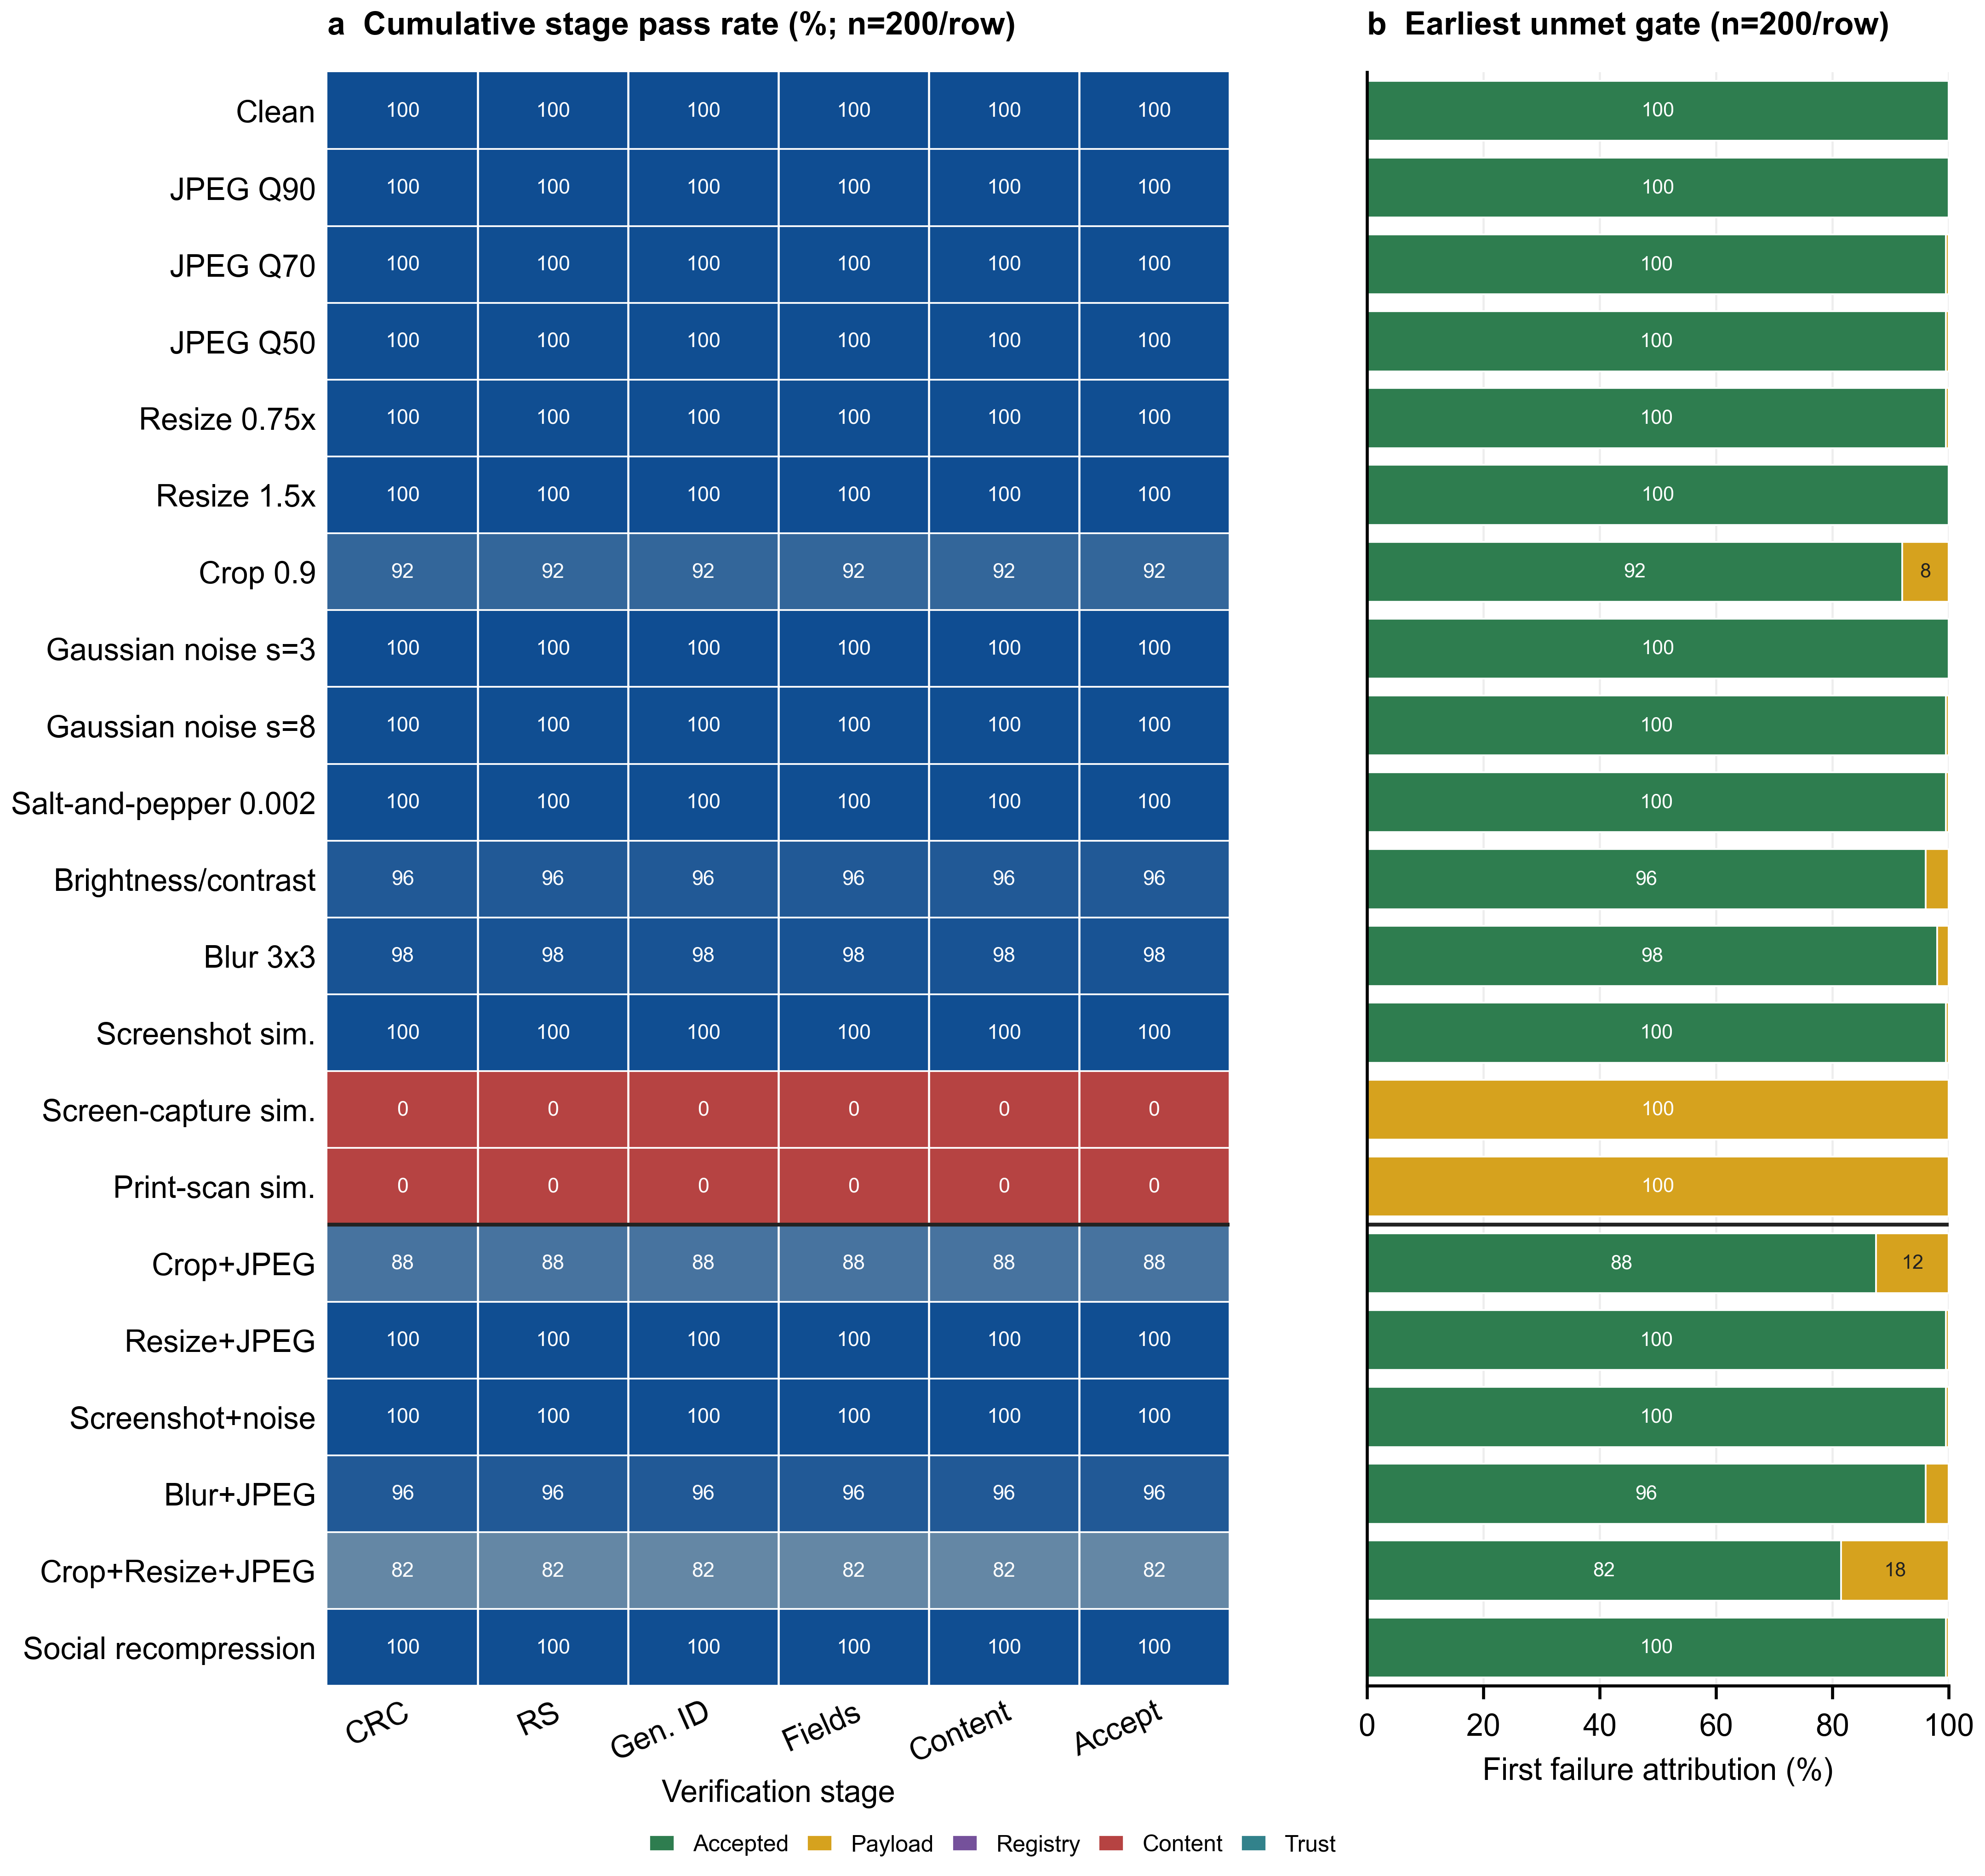 a Cumulative stage pass rate (%; n=200/row)
b Earliest unmet gate (n=200/row)
Clean 100 100 100 100 100 100 100
JPEG Q90 100 100 100 100 100 100 100
JPEG Q70 100 100 100 100 100 100 100
JPEG Q50 100 100 100 100 100 100 100
Resize 0.75x 100 100 100 100 100 100 100
Resize 1.5x 100 100 100 100 100 100 100
Crop 0.9 92 92 92 92 92 92 92 8
Gaussian noise s=3 100 100 100 100 100 100 100
Gaussian noise s=8 100 100 100 100 100 100 100
Salt-and-pepper 0.002 100 100 100 100 100 100 100
Brightness/contrast 96 96 96 96 96 96 96
Blur 3x3 98 98 98 98 98 98 98
Screenshot sim. 100 100 100 100 100 100 100
Screen-capture sim. 0 0 0 0 0 0 100
Print-scan sim. 0 0 0 0 0 0 100
Crop+JPEG 88 88 88 88 88 88 88 12
Resize+JPEG 100 100 100 100 100 100 100
Screenshot+noise 100 100 100 100 100 100 100
Blur+JPEG 96 96 96 96 96 96 96
Crop+Resize+JPEG 82 82 82 82 82 82 82 18
Social recompression 100 100 100 100 100 100 100
CRC RS Gen. ID Fields Content Accept
0 20 40 60 80 100
Verification stage
First failure attribution (%)
Accepted Payload Registry Content Trust